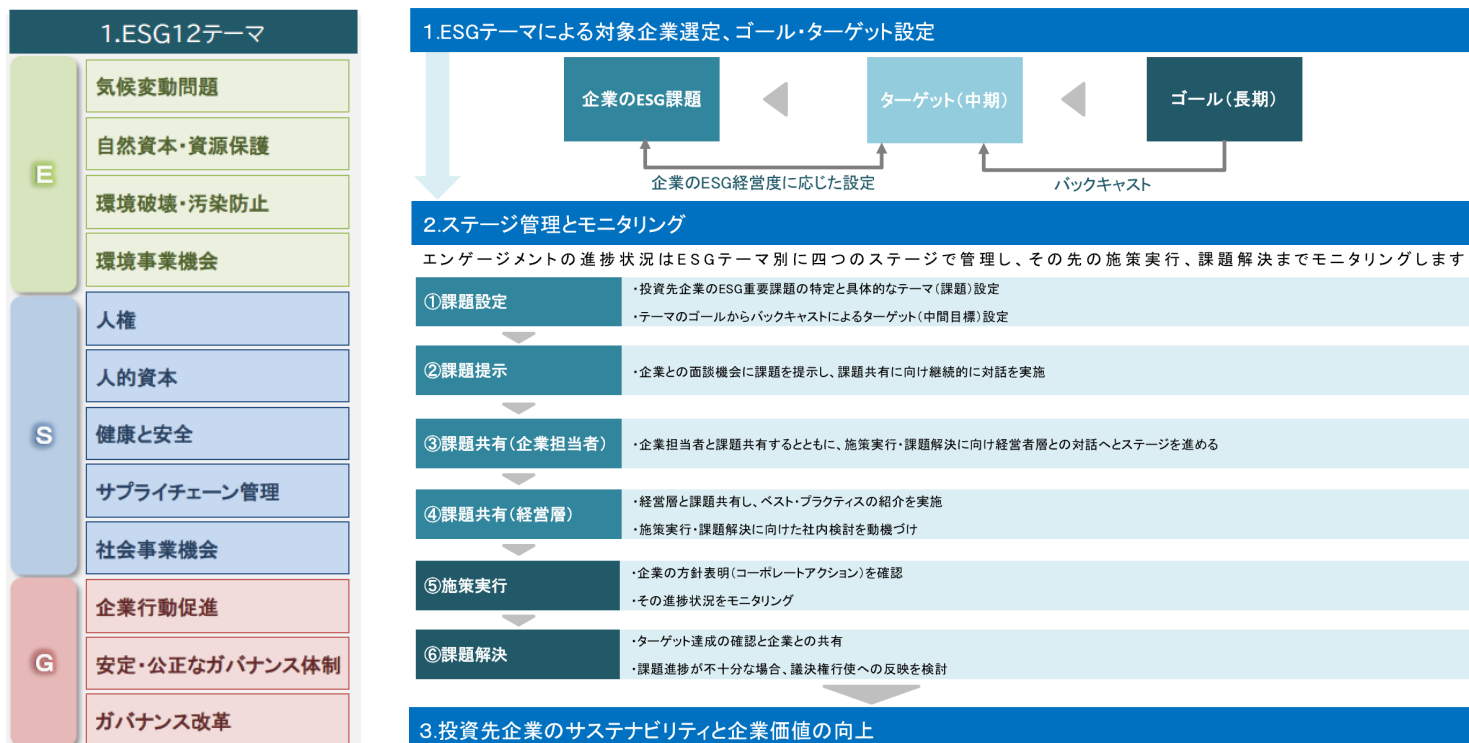 1.ESG12テーマ
E
気候変動問題
自然資本・資源保護
環境破壊・汚染防止
環境事業機会
S
人権
人的資本
健康と安全
サプライチェーン管理
社会事業機会
G
企業行動促進
安定・公正なガバナンス体制
ガバナンス改革
1.ESGテーマによる対象企業選定、ゴール・ターゲット設定
企業のESG課題
ターゲット(中期)
ゴール(長期)
企業のESG経営度に応じた設定
バックキャスト
2.ステージ管理とモニタリング
エンゲージメントの進捗状況はESGテーマ別に四つのステージで管理し、その先の施策実行、課題解決までモニタリングします
①課題設定
・投資先企業のESG重要課題の特定と具体的なテーマ(課題)設定
・テーマのゴールからバックキャストによるターゲット(中間目標)設定
②課題提示
・企業との面談機会に課題を提示し、課題共有に向け継続的に対話を実施
③課題共有(企業担当者)
・企業担当者と課題共有するとともに、施策実行・課題解決に向け経営者層との対話へとステージを進める
④課題共有(経営層)
・経営層と課題共有し、ベスト・プラクティスの紹介を実施
・施策実行・課題解決に向けた社内検討を動機づけ
⑤施策実行
・企業の方針表明(コーポレートアクション)を確認
・その進捗状況をモニタリング
⑥課題解決
・ターゲット達成の確認と企業との共有
・課題進捗が不十分な場合、議決権行使への反映を検討
3.投資先企業のサステナビリティと企業価値の向上